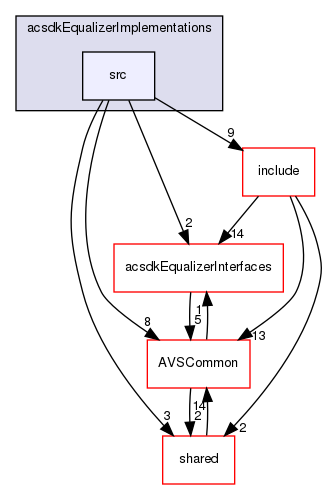 acsdkEqualizerImplementations
src
9
include
2
14
acsdkEqualizerInterfaces
1
5
8
13
AVSCommon
14
2
3
2
shared